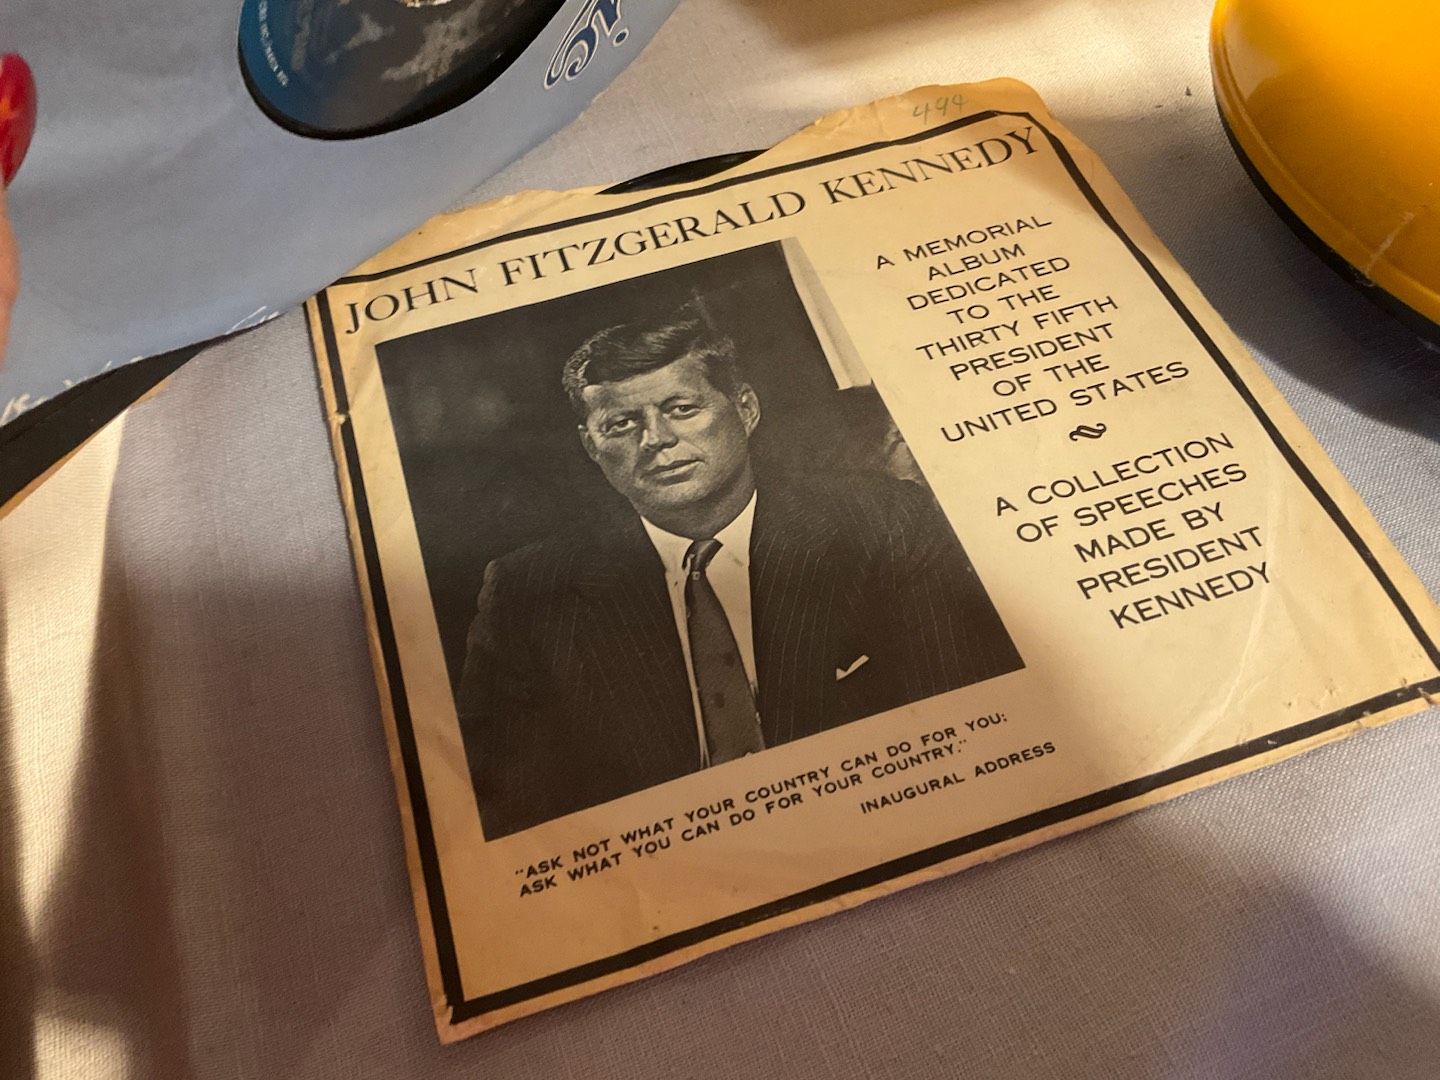 499
JOHN FITZGERALD KENNEDY
A MEMORIAL
ALBUM
DEDICATED
TO THE
THIRTY FIFTH
PRESIDENT
OF THE
UNITED STATES
A COLLECTION
OF SPEECHES
MADE BY
PRESIDENT
KENNEDY
"ASK NOT WHAT YOUR COUNTRY CAN DO FOR YOU;
ASK WHAT YOU CAN DO FOR YOUR COUNTRY."
INAUGURAL ADDRESS